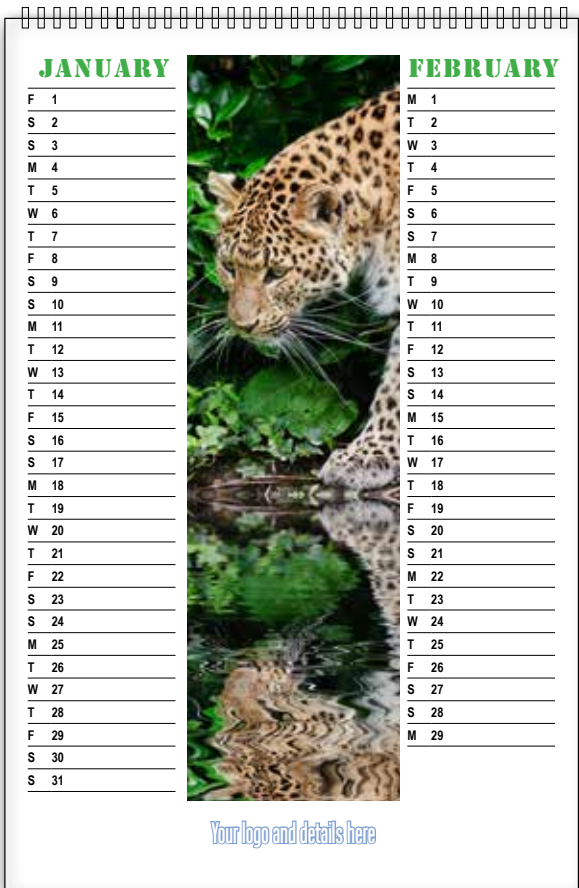 JANUARY
F 1
S 2
S 3
M 4
T 5
W 6
T 7
F 8
S 9
S 10
M 11
T 12
W 13
T 14
F 15
S 16
S 17
M 18
T 19
W 20
T 21
F 22
S 23
S 24
M 25
T 26
W 27
T 28
F 29
S 30
S 31
FEBRUARY
M 1
T 2
W 3
T 4
F 5
S 6
S 7
M 8
T 9
W 10
T 11
F 12
S 13
S 14
M 15
T 16
W 17
T 18
F 19
S 20
S 21
M 22
T 23
W 24
T 25
F 26
S 27
S 28
M 29
Your logo and details here